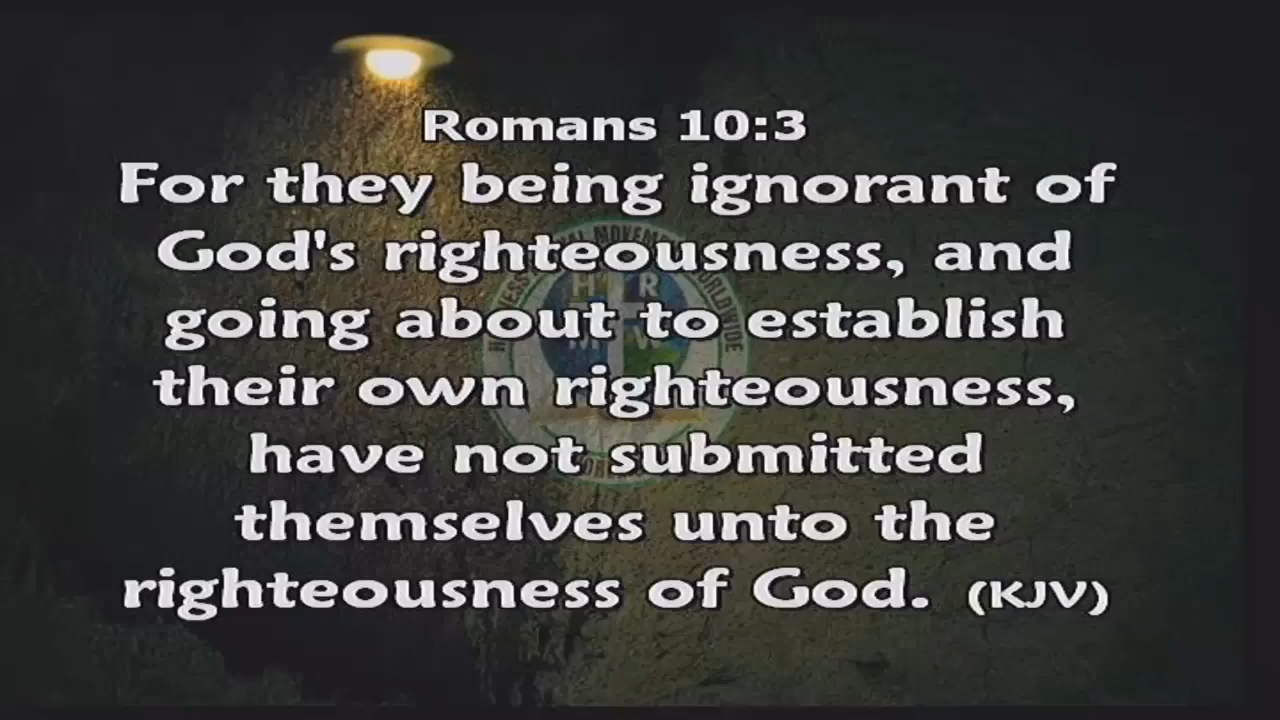 Romans 10:3
For they being ignorant of
God's righteousness, and
going about to establish
their own righteousness,
have not submitted
themselves unto the
righteousness of God. (KJV)
H R
M W